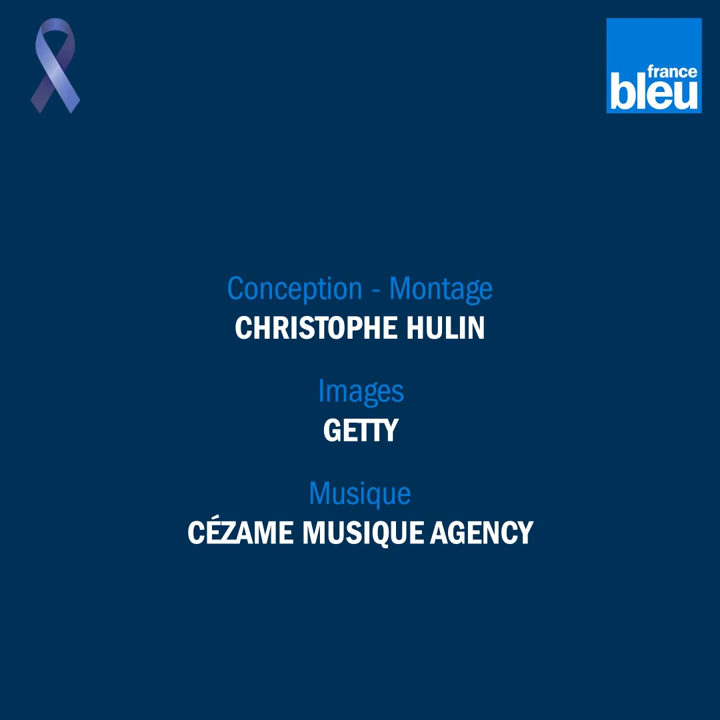 france
bleu
Conception - Montage
CHRISTOPHE HULIN
Images
GETTY
Musique
CÉZAME MUSIQUE AGENCY